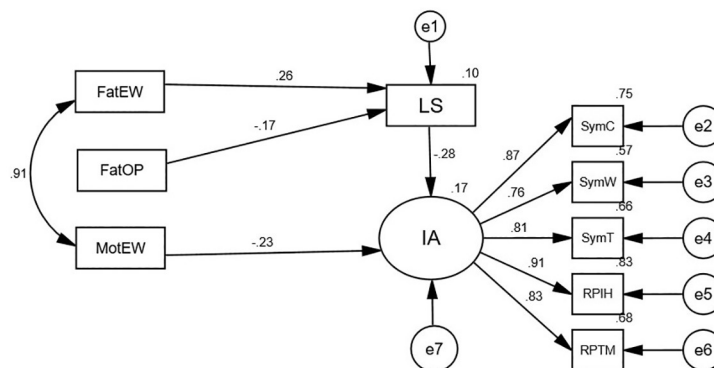 e1
.26
.10
.75
FatEW
LS
SymC
e2
-.17
.57
.87
-.28
FatOP
.91
.17
.76
SymW
e3
.66
IA
.81
SymT
e4
MotEW
-.23
.83
.91
RPIH
e5
.83
.68
e7
RPTM
e6